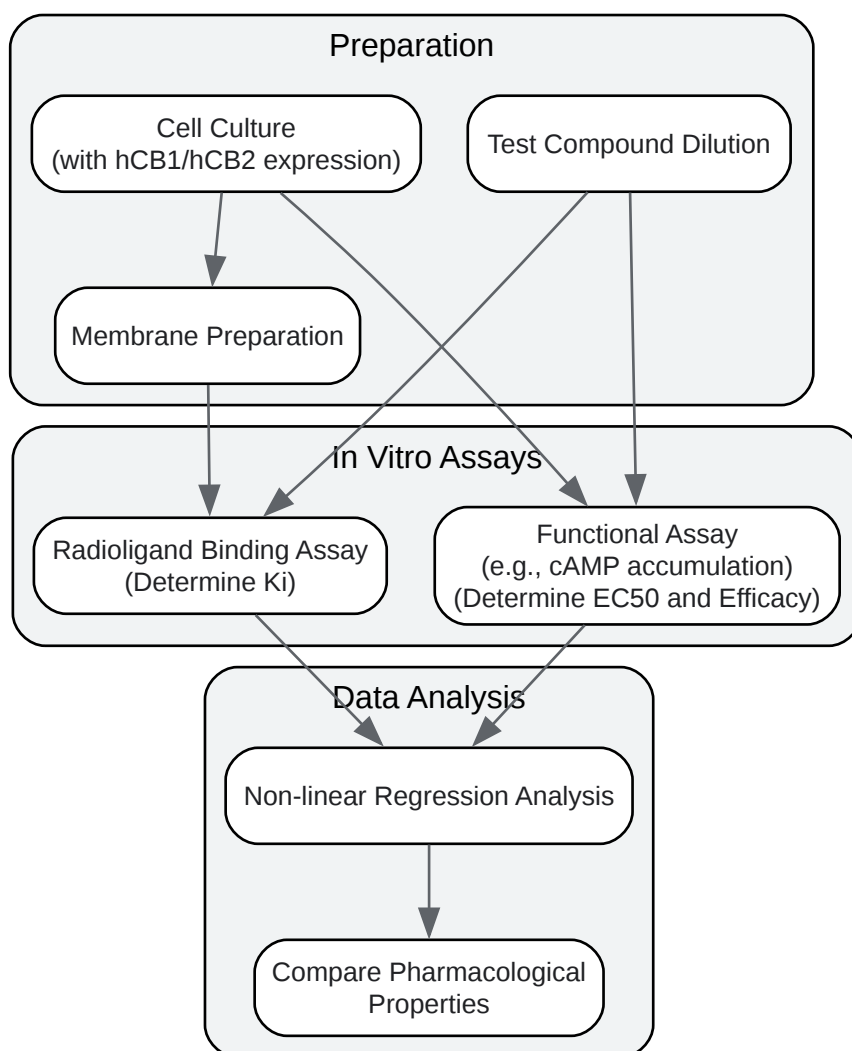 Preparation
Cell Culture
(with hCB1/hCB2 expression)
Test Compound Dilution
Membrane Preparation
In Vitro Assays
Radioligand Binding Assay
(Determine Ki)
Functional Assay
(e.g., cAMP accumulation)
(Determine EC50 and Efficacy)
Data Analysis
Non-linear Regression Analysis
Compare Pharmacological
Properties